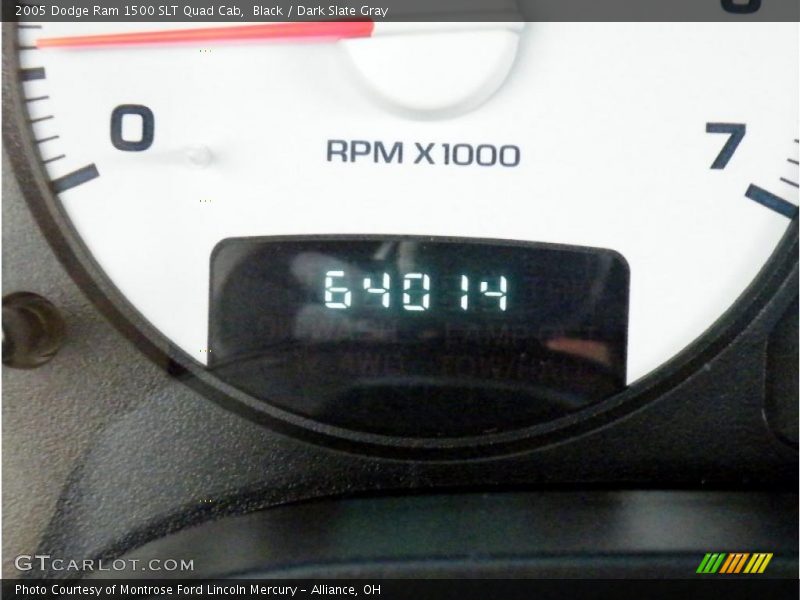 2005 Dodge Ram 1500 SLT Quad Cab,  Black / Dark Slate Gray
0
7
RPM X1000
64014
GTCARLOT.COM
Photo Courtesy of Montrose Ford Lincoln Mercury - Alliance, OH